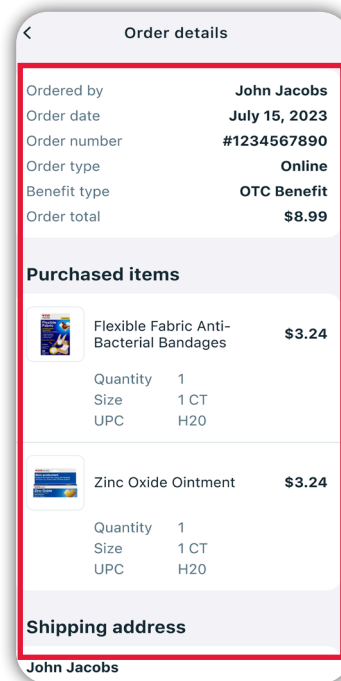 Order details
Ordered by John Jacobs
Order date July 15, 2023
Order number #1234567890
Order type Online
Benefit type OTC Benefit
Order total $8.99
Purchased items
Flexible Fabric Anti-
Bacterial Bandages $3.24
Quantity 1
Size 1 CT
UPC H20
Zinc Oxide Ointment $3.24
Quantity 1
Size 1 CT
UPC H20
Shipping address
John Jacobs